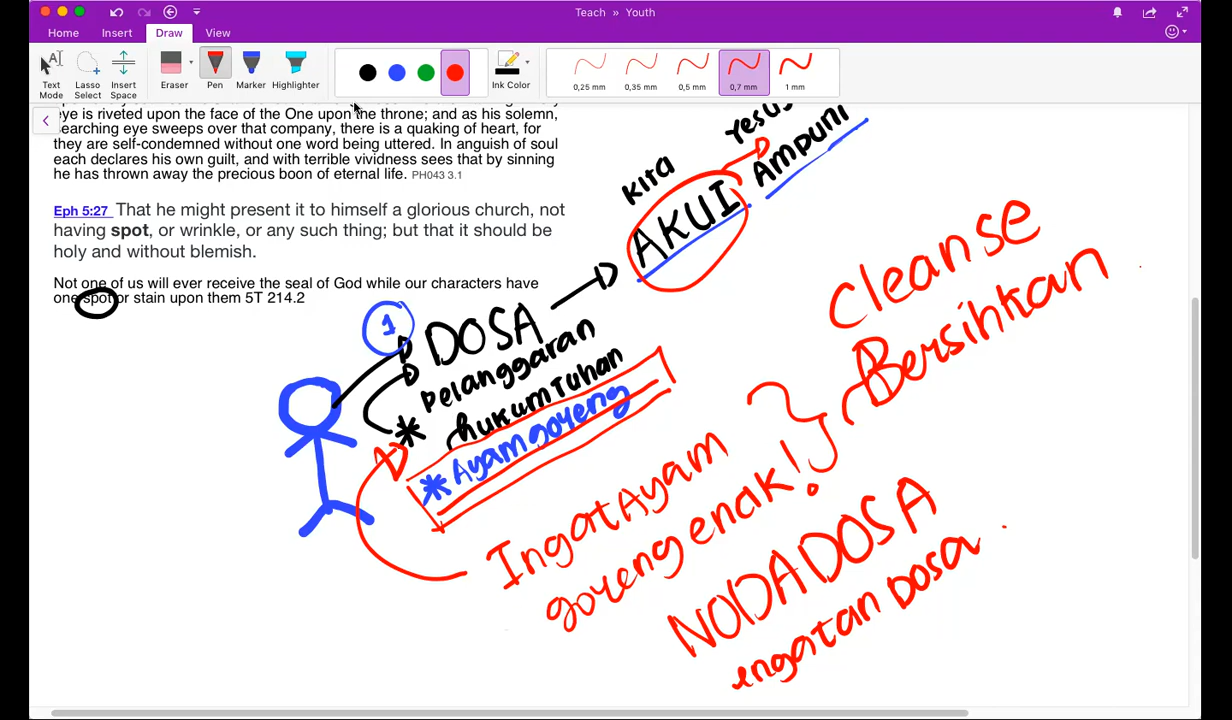 Teach » Youth
Home Insert Draw View
Text Mode
Lasso Select
Insert Space
Eraser
Pen
Marker
Highlighter
Ink Color
0,25 mm
0,35 mm
0,5 mm
0,7 mm
1 mm
eye is riveted upon the face of the One upon the throne; and as his solemn,
searching eye sweeps over that company, there is a quaking of heart, for
they are self-condemned without one word being uttered. In anguish of soul
each declares his own guilt, and with terrible vividness sees that by sinning
he has thrown away the precious boon of eternal life. PH043 3.1
Eph 5:27 That he might present it to himself a glorious church, not
having spot, or wrinkle, or any such thing; but that it should be
holy and without blemish.
Not one of us will ever receive the seal of God while our characters have
one spot or stain upon them 5T 214.2
Yesus
Ampuni
Kita
AKUI
1
DOSA
* Pelanggaran
hukum Tuhan
* Ayam goreng
Cleanse
Bersihkan
Ingat Ayam
goreng enak!
NODA DOSA
ingatan Dosa